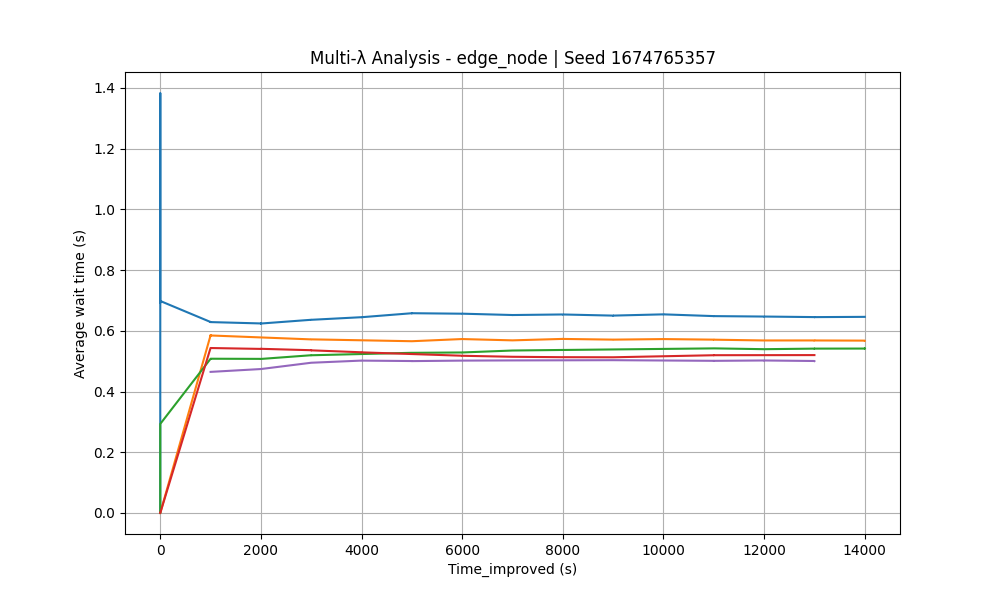 Multi-λ Analysis - edge_node | Seed 1674765357
Average wait time (s)
1.4
1.2
1.0
0.8
0.6
0.4
0.2
0.0
0 2000 4000 6000 8000 10000 12000 14000
Time_improved (s)